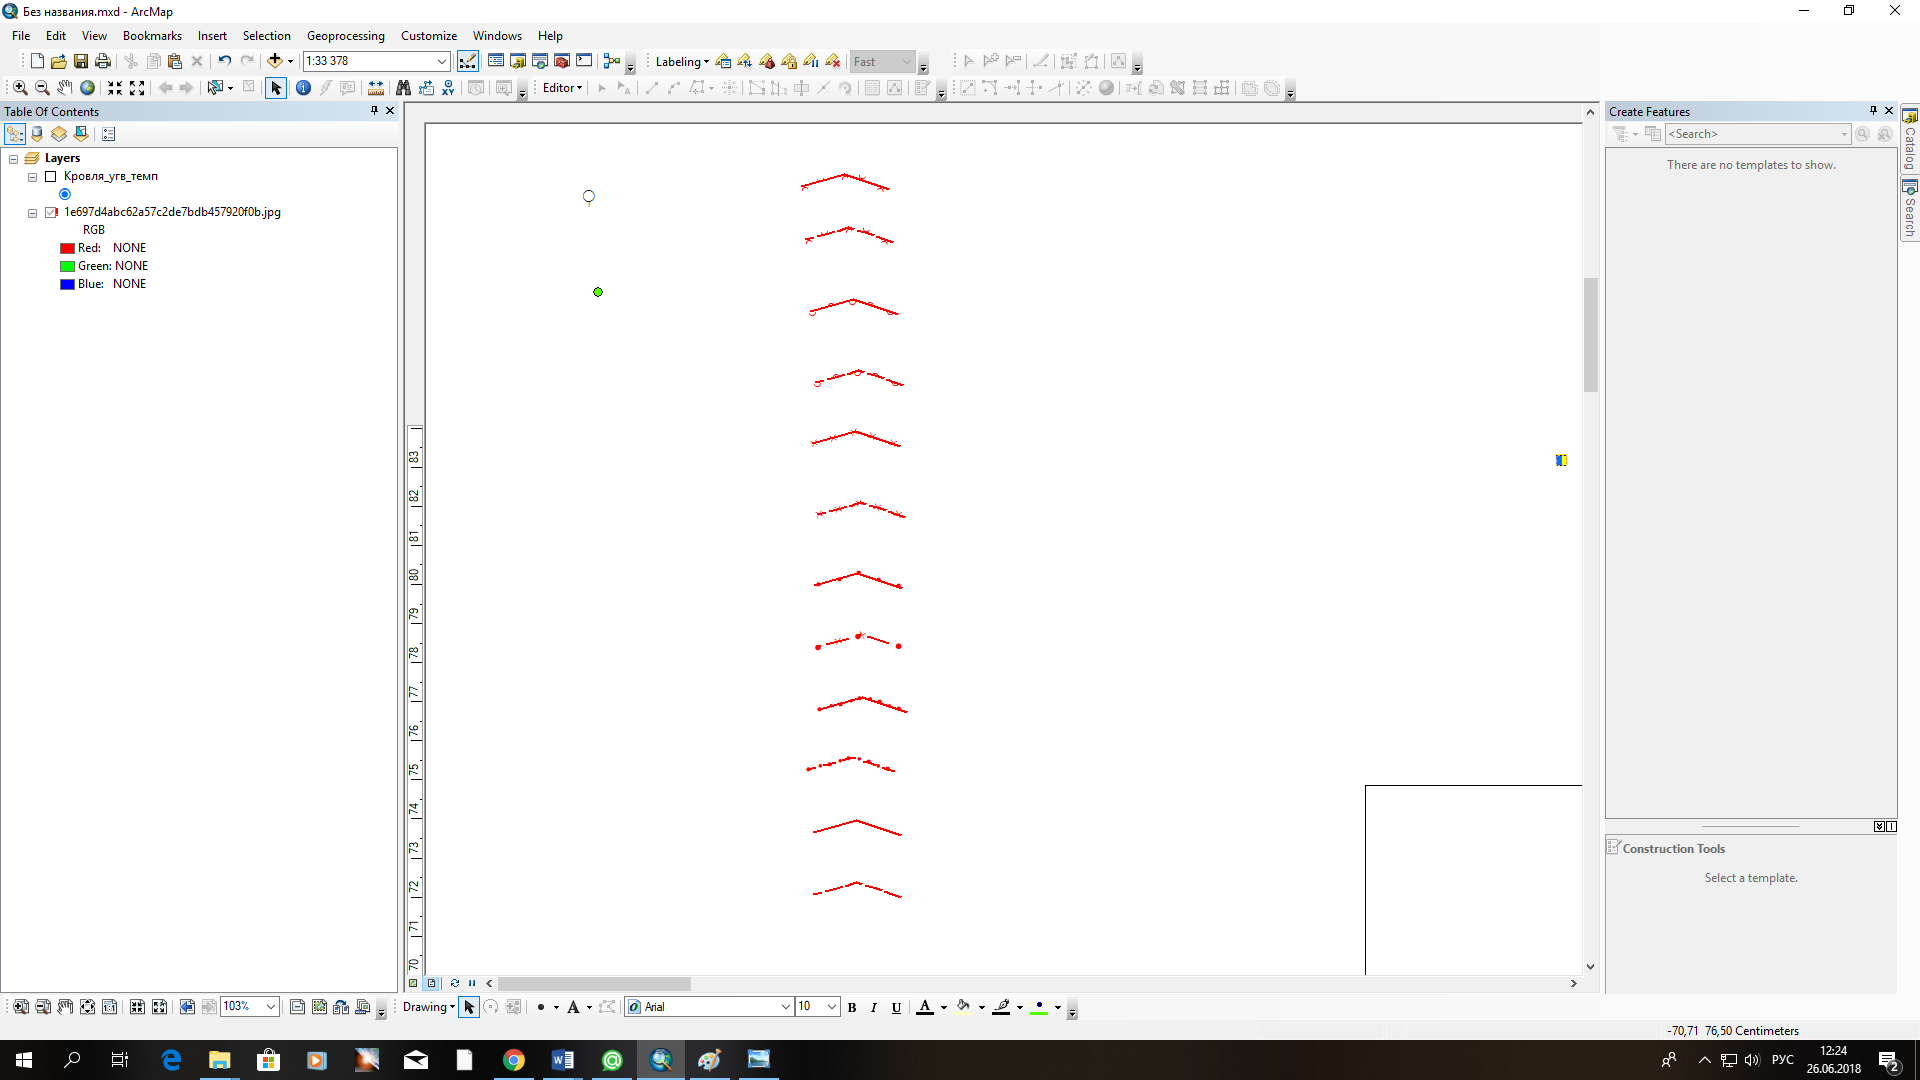 Без названия.mxd - ArcMap
File Edit View Bookmarks Insert Selection Geoprocessing Customize Windows Help
1:33 378 Labeling Fast
Editor
Table Of Contents
Layers
Кровля_угв_темп
1e697d4abc62a57c2de7bdb457920f0b.jpg
RGB
Red: NONE
Green: NONE
Blue: NONE
83
82
81
80
79
78
77
76
75
74
73
72
71
70
Create Features
<Search>
There are no templates to show.
Construction Tools
Select a template.
Catalog
Search
103% Drawing A Arial 10 B I U A
-70,71 76,50 Centimeters
РУС
12:24
26.06.2018
2